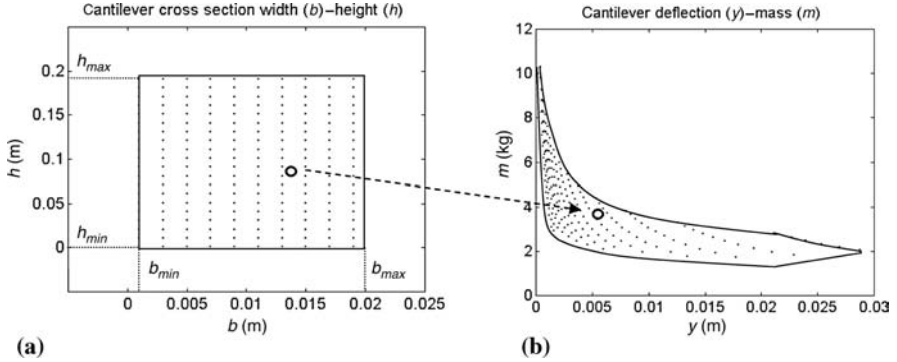 Cantilever cross section width (b)–height (h)
h (m)
0.2
0.15
0.1
0.05
0
h_max
h_min
b_min
b_max
0
0.005
0.01
0.015
0.02
0.025
b (m)
(a)
Cantilever deflection (y)–mass (m)
m (kg)
12
10
8
6
4
2
0
0
0.005
0.01
0.015
0.02
0.025
0.03
y (m)
(b)